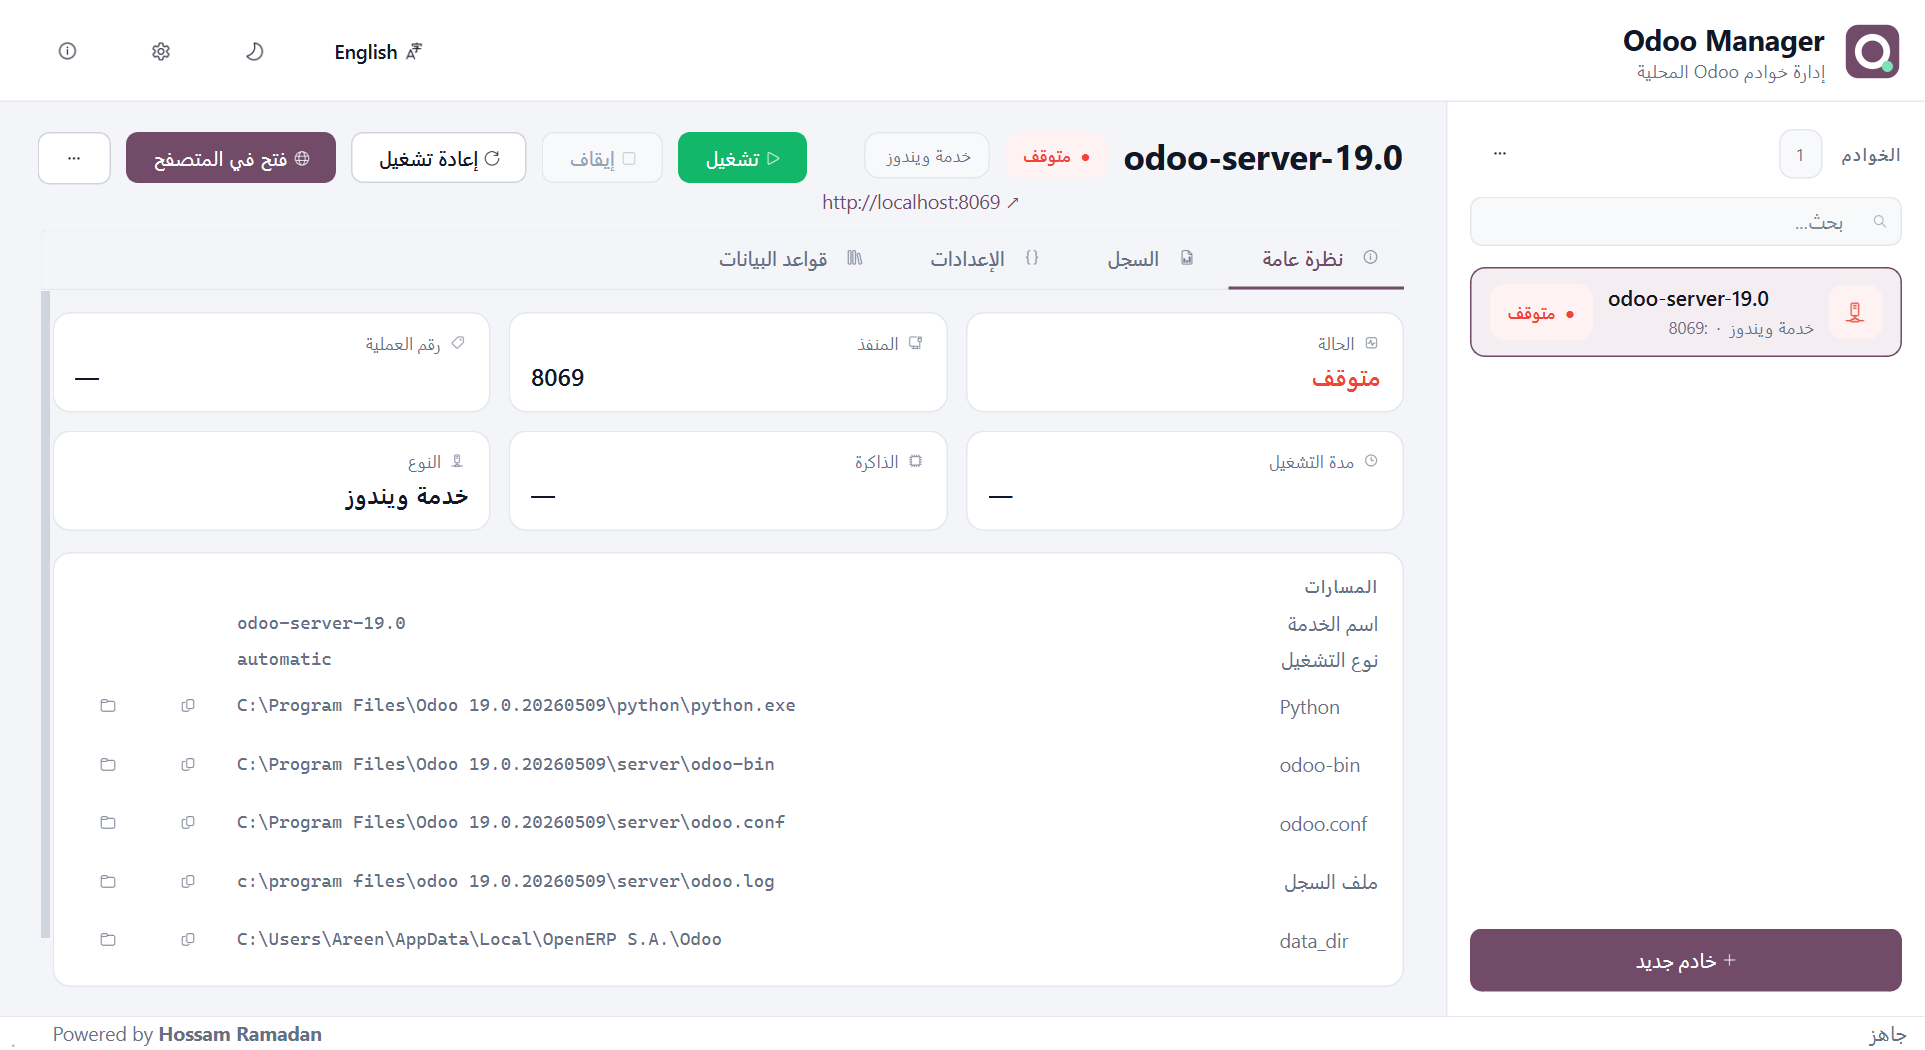 Odoo Manager
إدارة خوادم Odoo المحلية
English
الخوادم
1
...
بحث...
odoo-server-19.0
خدمة ويندوز · :8069
متوقف
خادم جديد
odoo-server-19.0
متوقف
خدمة ويندوز
تشغيل
إيقاف
إعادة تشغيل
فتح في المتصفح
...
http://localhost:8069
نظرة عامة
السجل
الإعدادات
قواعد البيانات
الحالة
متوقف
المنفذ
8069
رقم العملية
—
مدة التشغيل
—
الذاكرة
—
النوع
خدمة ويندوز
المسارات
اسم الخدمة odoo-server-19.0
نوع التشغيل automatic
Python C:\Program Files\Odoo 19.0.20260509\python\python.exe
odoo-bin C:\Program Files\Odoo 19.0.20260509\server\odoo-bin
odoo.conf C:\Program Files\Odoo 19.0.20260509\server\odoo.conf
ملف السجل c:\program files\odoo 19.0.20260509\server\odoo.log
data_dir C:\Users\Areen\AppData\Local\OpenERP S.A.\Odoo
جاهز
Powered by Hossam Ramadan